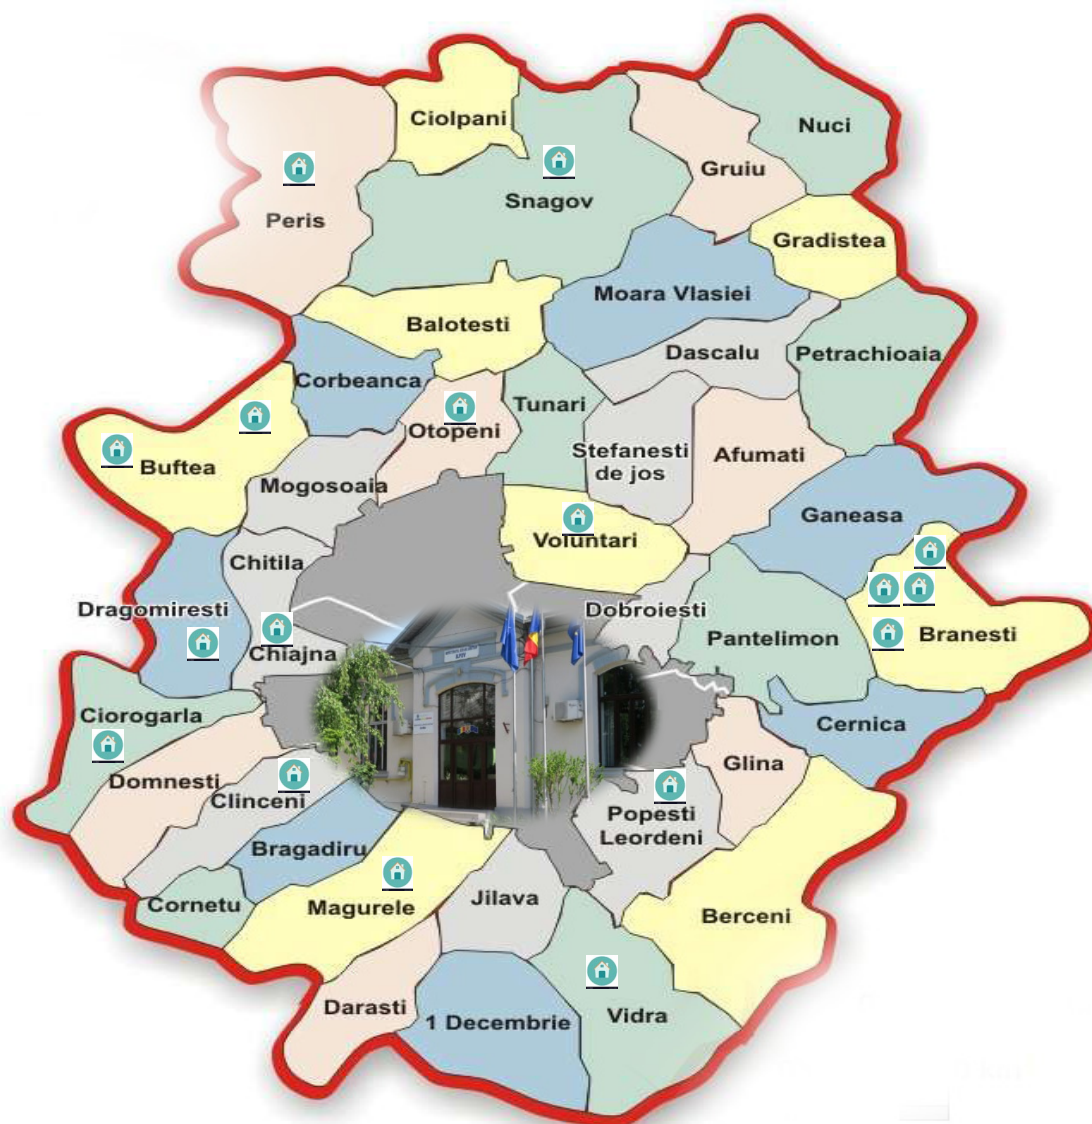 Ciolpani
Nuci
Gruiu
Snagov
Peris
Gradistea
Moara Vlasiei
Balotesti
Dascalu
Petrachioaia
Corbeanca
Tunari
Otopeni
Stefanesti
de jos
Afumati
Buftea
Mogosoaia
Ganeasa
Voluntari
Chitila
Dragomiresti
Dobroiesti
Pantelimon
Branesti
Chiajna
Ciorogarla
Cernica
Glina
Domnesti
Clinceni
Popesti
Leordeni
Bragadiru
Cornetu
Magurele
Jilava
Berceni
Darasti
1 Decembrie
Vidra